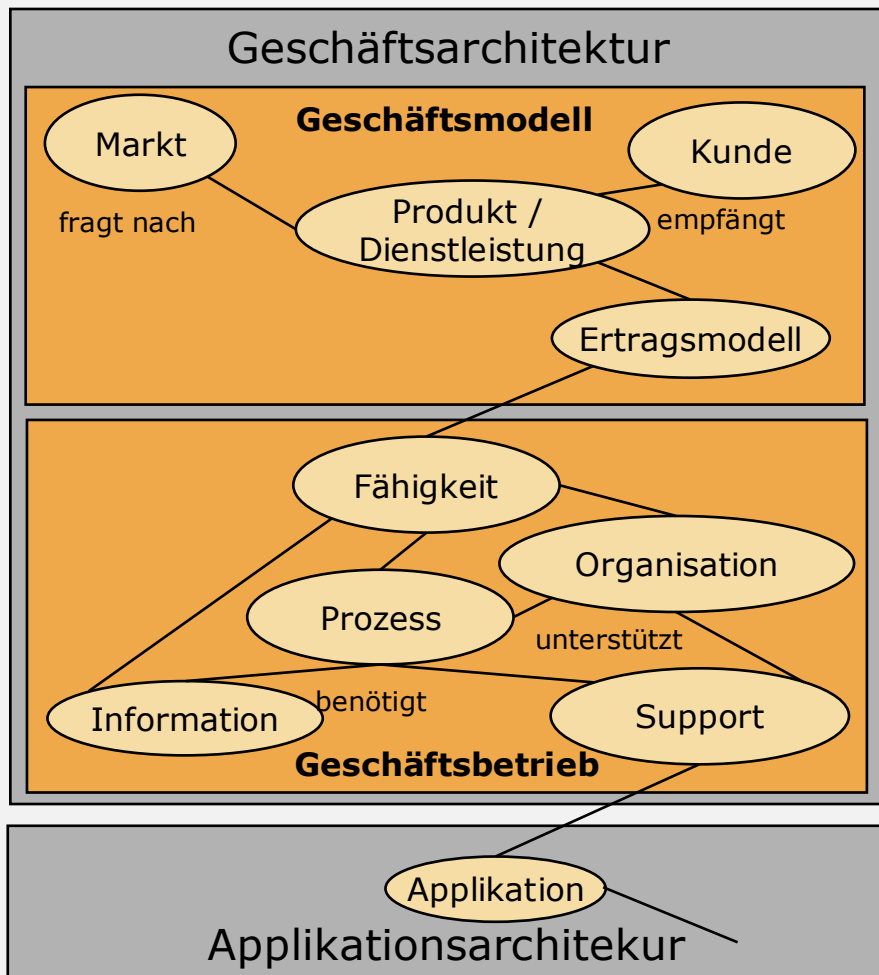 Geschäftsarchitektur
Geschäftsmodell
Markt
Kunde
fragt nach
Produkt /
Dienstleistung
empfängt
Ertragsmodell
Fähigkeit
Organisation
Prozess
unterstützt
Information
benötigt
Support
Geschäftsbetrieb
Applikation
Applikationsarchitekur